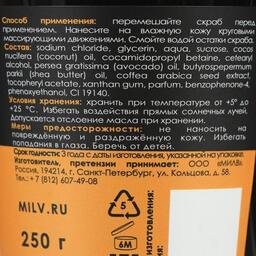 Способ применения: перемешайте скраб перед
применением. Нанесите на влажную кожу круговыми
массирующими движениями. Смойте водой остатки скраба.
Состав: sodium chloride, glycerin, aqua, sucrose, cocos
nucifera (coconut) oil, cocamidopropyl betaine, cetearyl
alcohol, persea gratissima (avocado) oil, butyrospermum
parkii (shea butter) oil, coffea arabica seed extract,
tocopheryl acetate, xanthan gum, parfum, benzophenone-4,
phenoxyethanol, CI 19140.
Условия хранения: хранить при температуре от +5° до
+25 °C. Избегать воздействия прямых солнечных лучей.
Допускается отслоение масла при хранении.
Меры предосторожности: не наносить на
повреждённую и раздражённую кожу. Избегать
попадания в глаза. Беречь от детей.
Срок годности: 3 года с даты изготовления, указанной на упаковке.
Изготовитель, претензии принимает: ООО «МИЛВ»,
Россия, 194214, г. Санкт-Петербург, ул. Кольцова, д. 58.
Тел.: +7 (812) 607-49-08
MILV.RU
250 г
5
6M
изготовления: